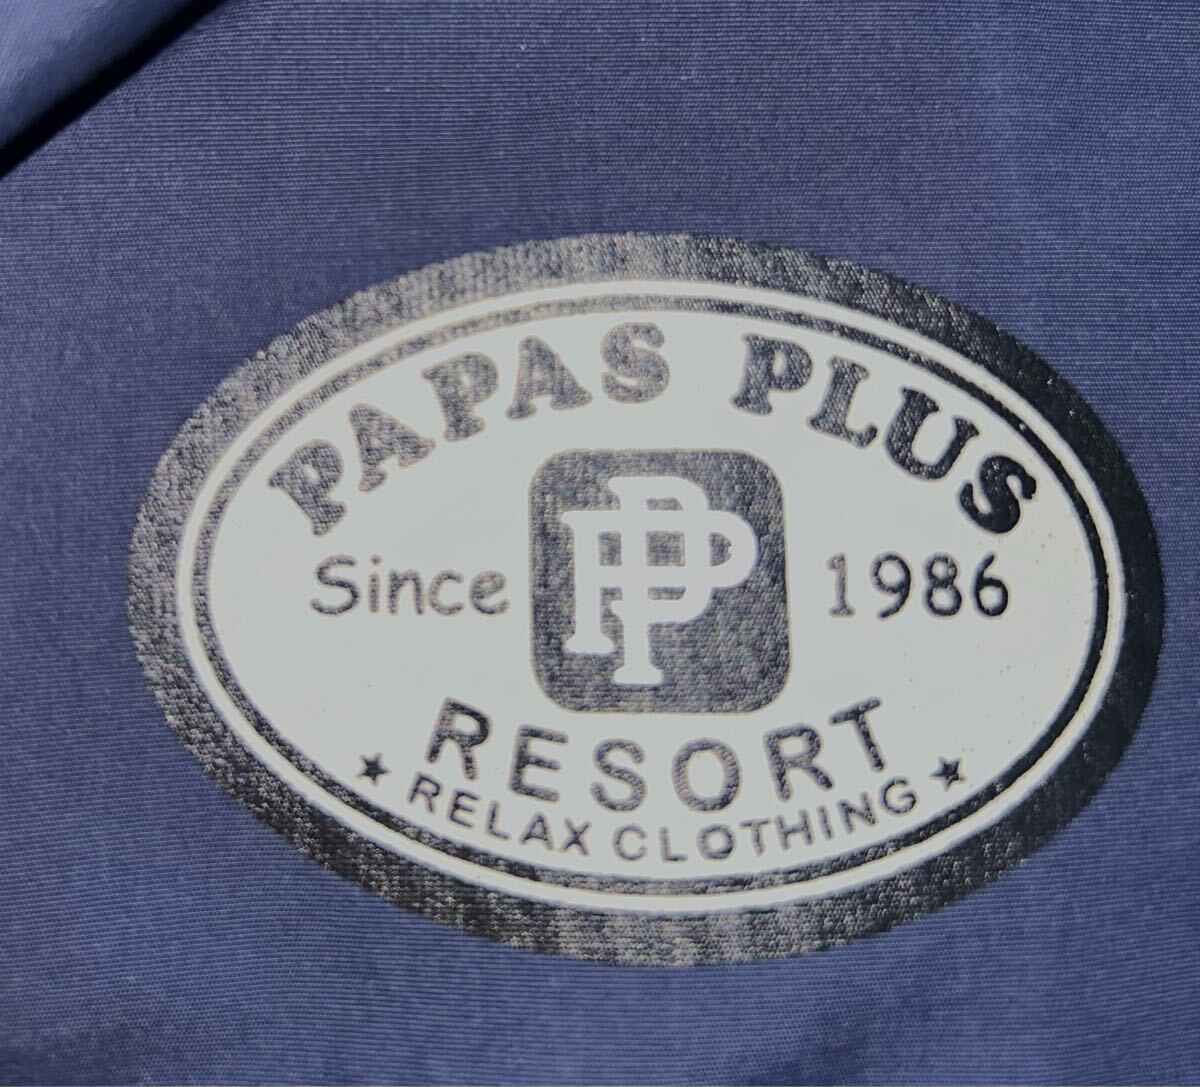 PAPAS PLUS
Since PP 1986
RESORT
★ RELAX CLOTHING ★